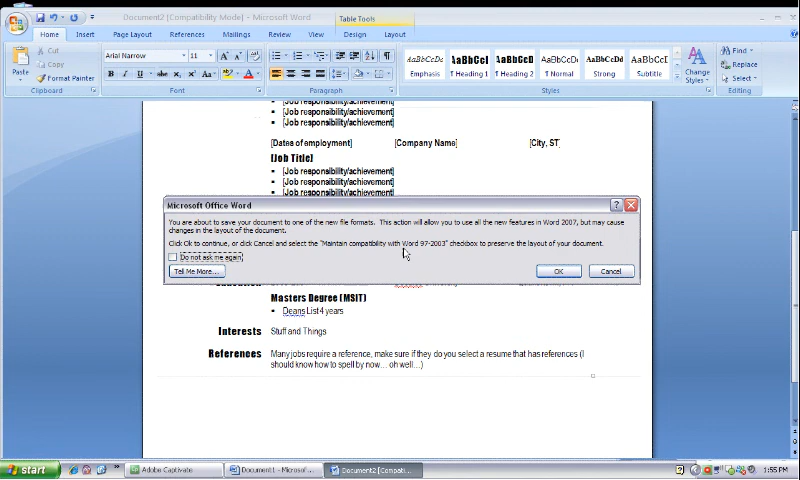 Document2 [Compatibility Mode] - Microsoft Word
Table Tools
Home Insert Page Layout References Mailings Review View Design Layout
Cut
Copy
Format Painter
Paste
Clipboard
Arial Narrow 11
Font
Paragraph
AaBbCcDc AaBbCcI AaBbCcI AaBbCcDc AaBbCcDd AaBbCcDd
Emphasis ¶ Heading 1 ¶ Heading 2 ¶ Normal Strong Subtitle
Change Styles
Styles
Find
Replace
Select
Editing
[Job responsibility/achievement]
[Job responsibility/achievement]
[Job responsibility/achievement]
[Dates of employment] [Company Name] [City, ST]
[Job Title]
[Job responsibility/achievement]
[Job responsibility/achievement]
[Job responsibility/achievement]
Microsoft Office Word
You are about to save your document to one of the new file formats. This action will allow you to use all the new features in Word 2007, but may cause
changes in the layout of the document.
Click Ok to continue, or click Cancel and select the "Maintain compatibility with Word 97-2003" checkbox to preserve the layout of your document.
Do not ask me again
Tell Me More... OK Cancel
Masters Degree (MSIT)
Deans List 4 years
Interests Stuff and Things
References Many jobs require a reference, make sure if they do you select a resume that has references (I
should know how to spell by now… oh well…)
start Adobe Captivate Document1 - Microsof... Document2 [Compati... 1:55 PM